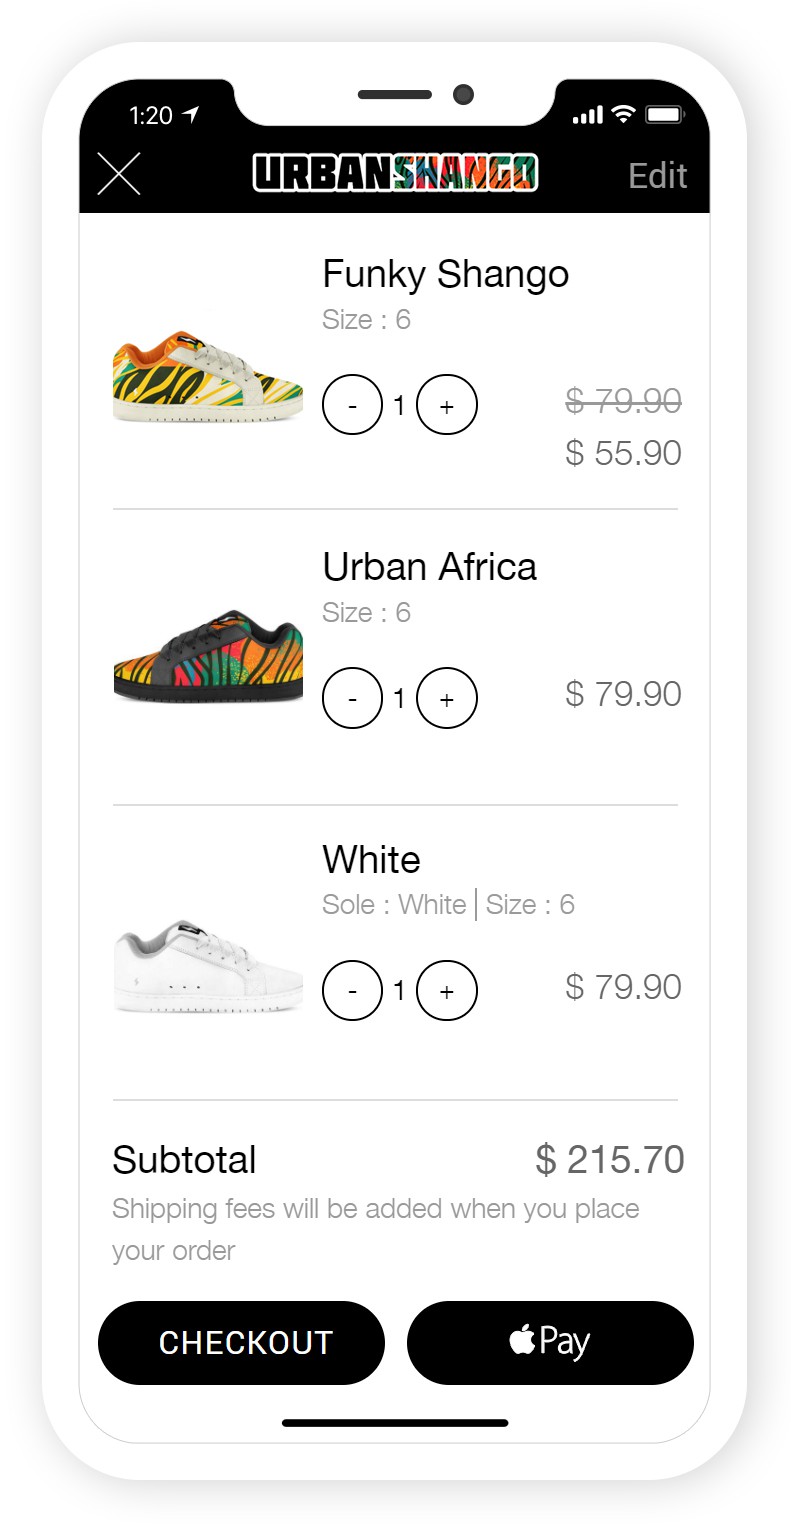 1:20
URBANSHANGO
Edit
Funky Shango
Size : 6
- 1 +
$ 79.90
$ 55.90
Urban Africa
Size : 6
- 1 +
$ 79.90
White
Sole : White | Size : 6
- 1 +
$ 79.90
Subtotal
$ 215.70
Shipping fees will be added when you place
your order
CHECKOUT
Pay